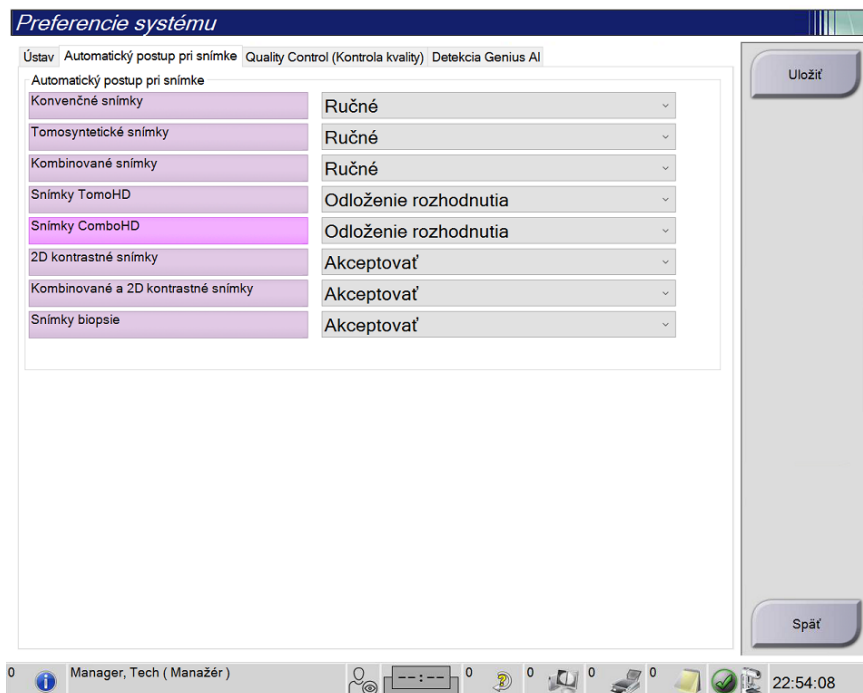 Preferencie systému
Ústav Automatický postup pri snímke Quality Control (Kontrola kvality) Detekcia Genius AI
Uložiť
Automatický postup pri snímke
Konvenčné snímky Ručné
Tomosyntetické snímky Ručné
Kombinované snímky Ručné
Snímky TomoHD Odloženie rozhodnutia
Snímky ComboHD Odloženie rozhodnutia
2D kontrastné snímky Akceptovať
Kombinované a 2D kontrastné snímky Akceptovať
Snímky biopsie Akceptovať
Späť
0 Manager, Tech ( Manažér ) --:-- 0 0 0 0 22:54:08